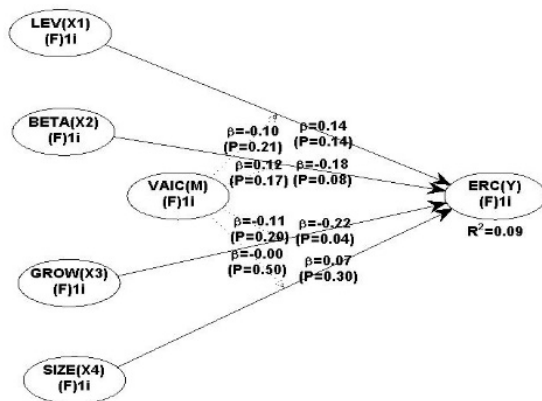 LEV(X1)
(F)1i
BETA(X2)
(F)1i
β=-0.10
(P=0.21)
β=0.14
(P=0.14)
β=0.12
(P=0.17)
β=-0.18
(P=0.08)
VAIC(M)
(F)1i
ERC(Y)
(F)1i
R²=0.09
β=-0.11
(P=0.20)
β=-0.22
(P=0.04)
β=-0.00
(P=0.50)
β=0.07
(P=0.30)
GROW(X3)
(F)1i
SIZE(X4)
(F)1i